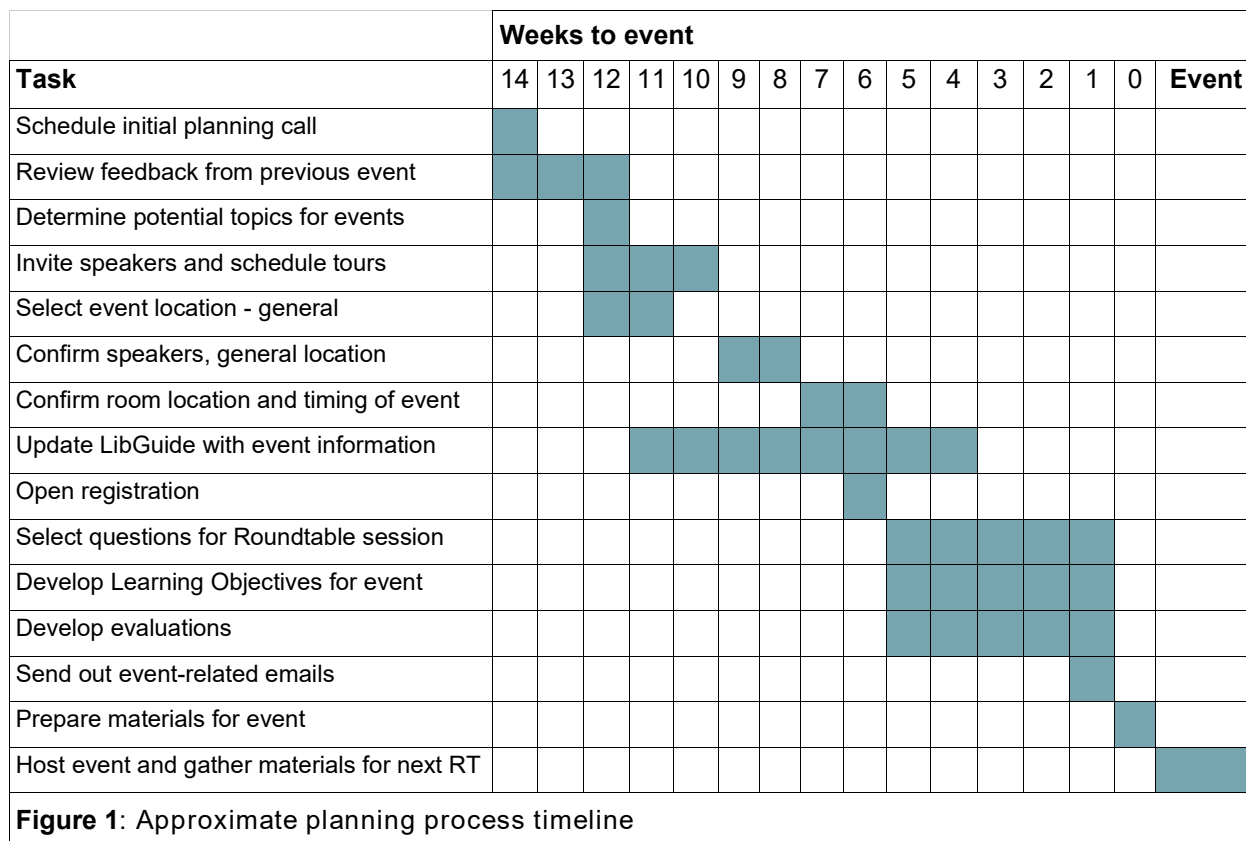 Weeks to event
Task 14 13 12 11 10 9 8 7 6 5 4 3 2 1 0 Event
Schedule initial planning call
Review feedback from previous event
Determine potential topics for events
Invite speakers and schedule tours
Select event location - general
Confirm speakers, general location
Confirm room location and timing of event
Update LibGuide with event information
Open registration
Select questions for Roundtable session
Develop Learning Objectives for event
Develop evaluations
Send out event-related emails
Prepare materials for event
Host event and gather materials for next RT
Figure 1: Approximate planning process timeline